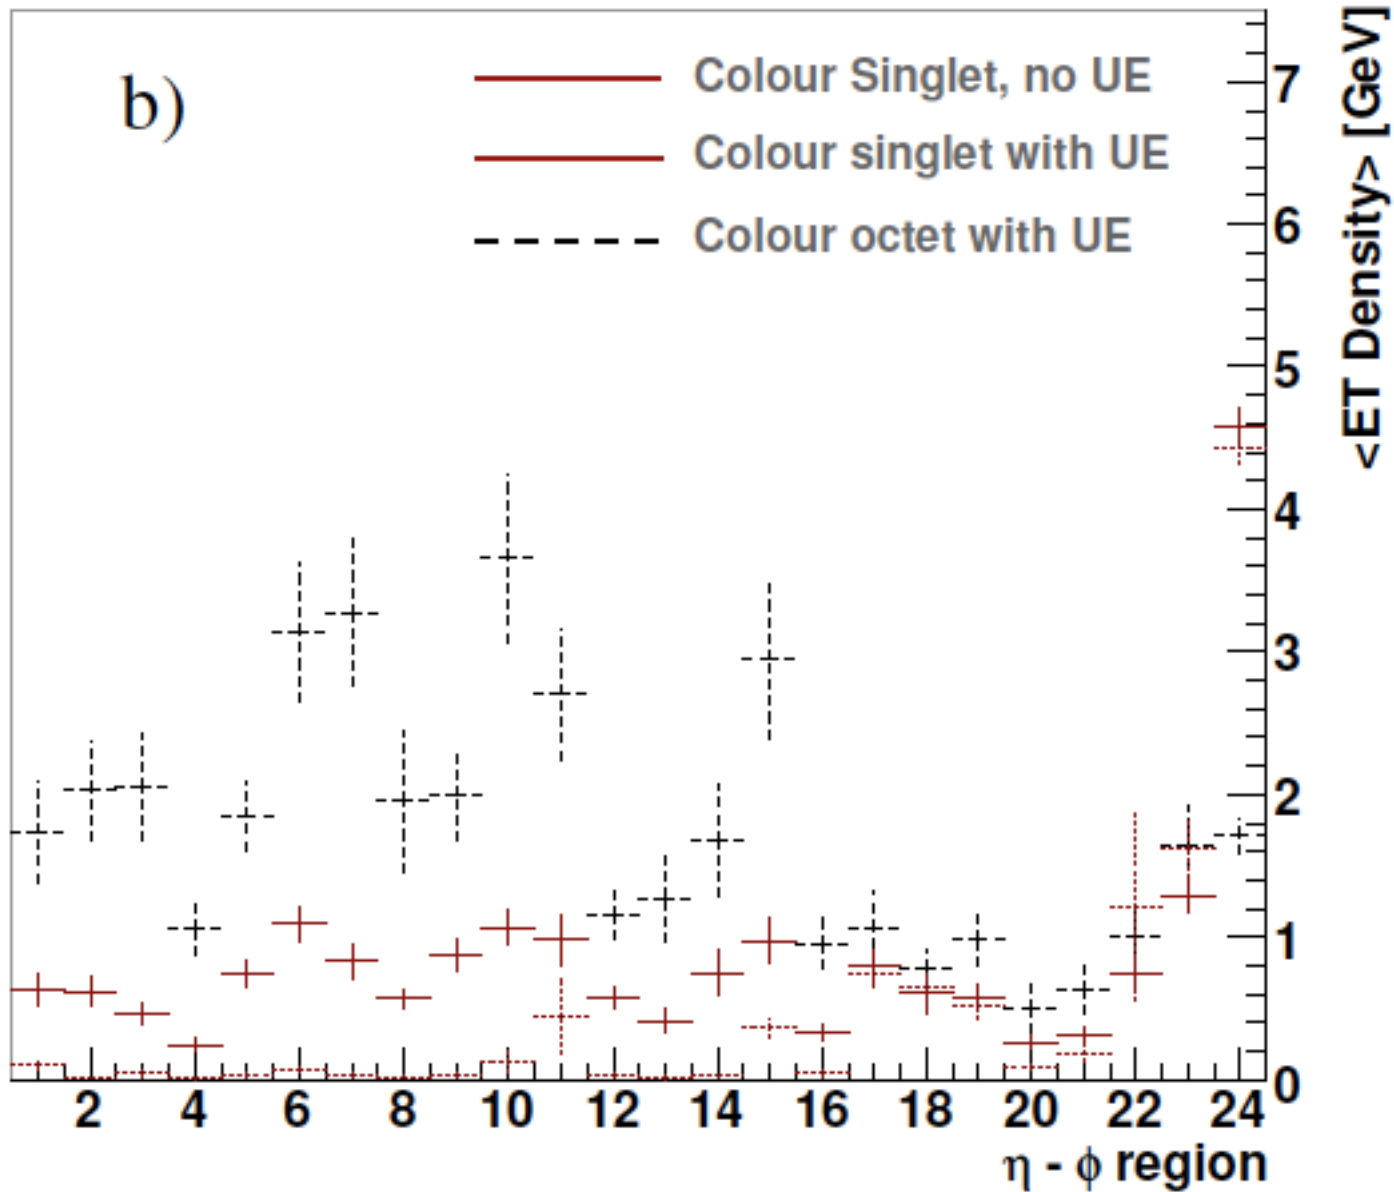 b)
Colour Singlet, no UE
Colour singlet with UE
Colour octet with UE
<ET Density> [GeV]
7
6
5
4
3
2
1
0
2 4 6 8 10 12 14 16 18 20 22 24
η - ϕ region